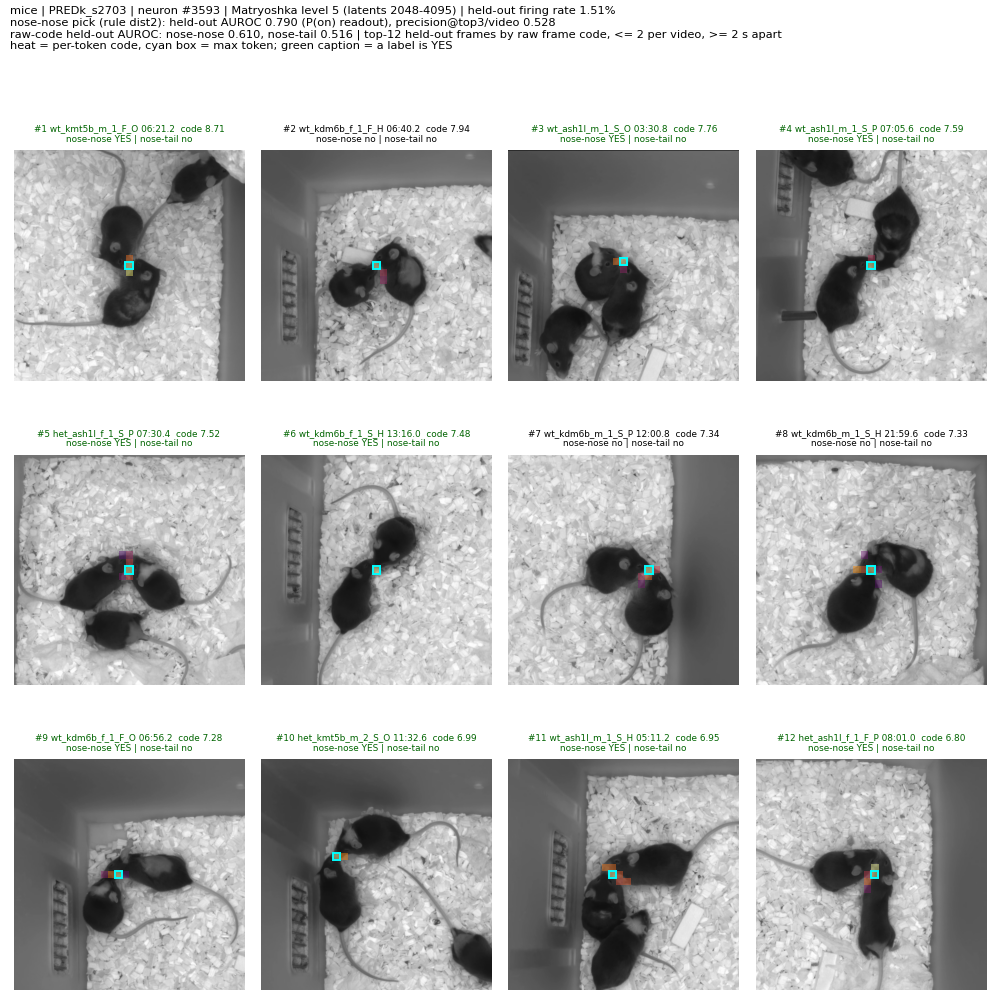 mice | PREDk_s2703 | neuron #3593 | Matryoshka level 5 (latents 2048-4095) | held-out firing rate 1.51%
nose-nose pick (rule dist2): held-out AUROC 0.790 (P(on) readout), precision@top3/video 0.528
raw-code held-out AUROC: nose-nose 0.610, nose-tail 0.516 | top-12 held-out frames by raw frame code, <= 2 per video, >= 2 s apart
heat = per-token code, cyan box = max token; green caption = a label is YES
#1 wt_kmt5b_m_1_F_O 06:21.2 code 8.71
nose-nose YES | nose-tail no
#2 wt_kdm6b_f_1_F_H 06:40.2 code 7.94
nose-nose no | nose-tail no
#3 wt_ash1l_m_1_S_O 03:30.8 code 7.76
nose-nose YES | nose-tail no
#4 wt_ash1l_m_1_S_P 07:05.6 code 7.59
nose-nose YES | nose-tail no
#5 het_ash1l_f_1_S_P 07:30.4 code 7.52
nose-nose YES | nose-tail no
#6 wt_kdm6b_f_1_S_H 13:16.0 code 7.48
nose-nose YES | nose-tail no
#7 wt_kdm6b_m_1_S_P 12:00.8 code 7.34
nose-nose no | nose-tail no
#8 wt_kdm6b_m_1_S_H 21:59.6 code 7.33
nose-nose no | nose-tail no
#9 wt_kdm6b_f_1_F_O 06:56.2 code 7.28
nose-nose YES | nose-tail no
#10 het_kmt5b_m_2_S_O 11:32.6 code 6.99
nose-nose YES | nose-tail no
#11 wt_ash1l_m_1_S_H 05:11.2 code 6.95
nose-nose YES | nose-tail no
#12 het_ash1l_f_1_F_P 08:01.0 code 6.80
nose-nose YES | nose-tail no